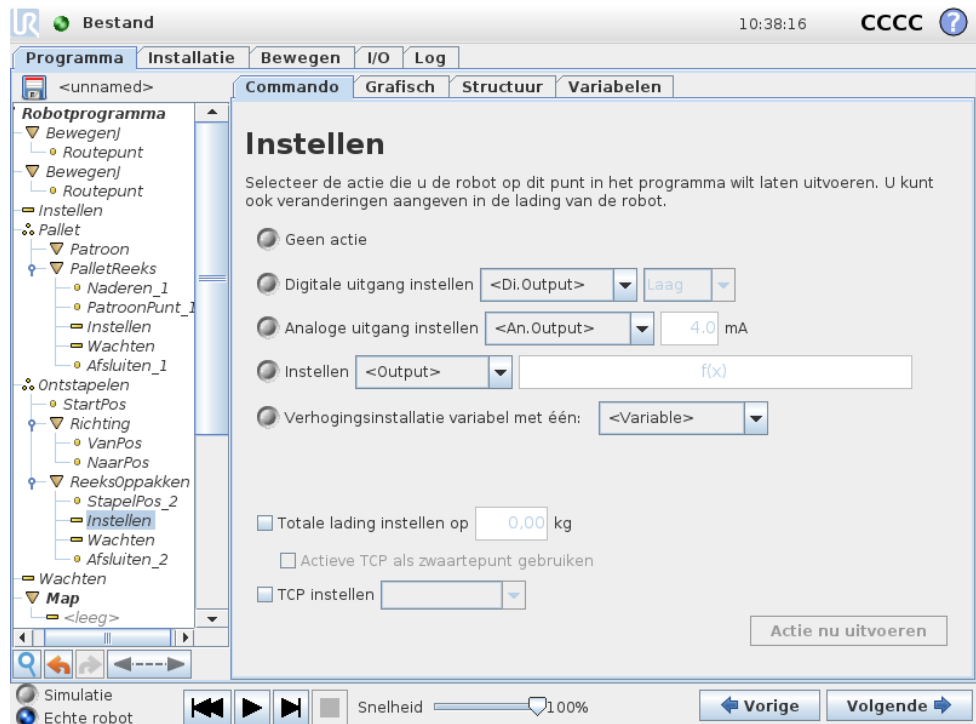 UR Bestand 10:38:16 CCCC ?
Programma Installatie Bewegen I/O Log
<unnamed>
Commando Grafisch Structuur Variabelen
Robotprogramma
BewegenJ
Routepunt
BewegenJ
Routepunt
Instellen
Pallet
Patroon
PalletReeks
Naderen_1
PatroonPunt_1
Instellen
Wachten
Afsluiten_1
Ontstapelen
StartPos
Richting
VanPos
NaarPos
ReeksOppakken
StapelPos_2
Instellen
Wachten
Afsluiten_2
Wachten
Map
<leeg>
Instellen
Selecteer de actie die u de robot op dit punt in het programma wilt laten uitvoeren. U kunt
ook veranderingen aangeven in de lading van de robot.
Geen actie
Digitale uitgang instellen <Di.Output> Laag
Analoge uitgang instellen <An.Output> 4.0 mA
Instellen <Output> f(x)
Verhogingsinstallatie variabel met één: <Variable>
Totale lading instellen op 0,00 kg
Actieve TCP als zwaartepunt gebruiken
TCP instellen
Actie nu uitvoeren
Simulatie
Echte robot
Snelheid 100%
Vorige Volgende